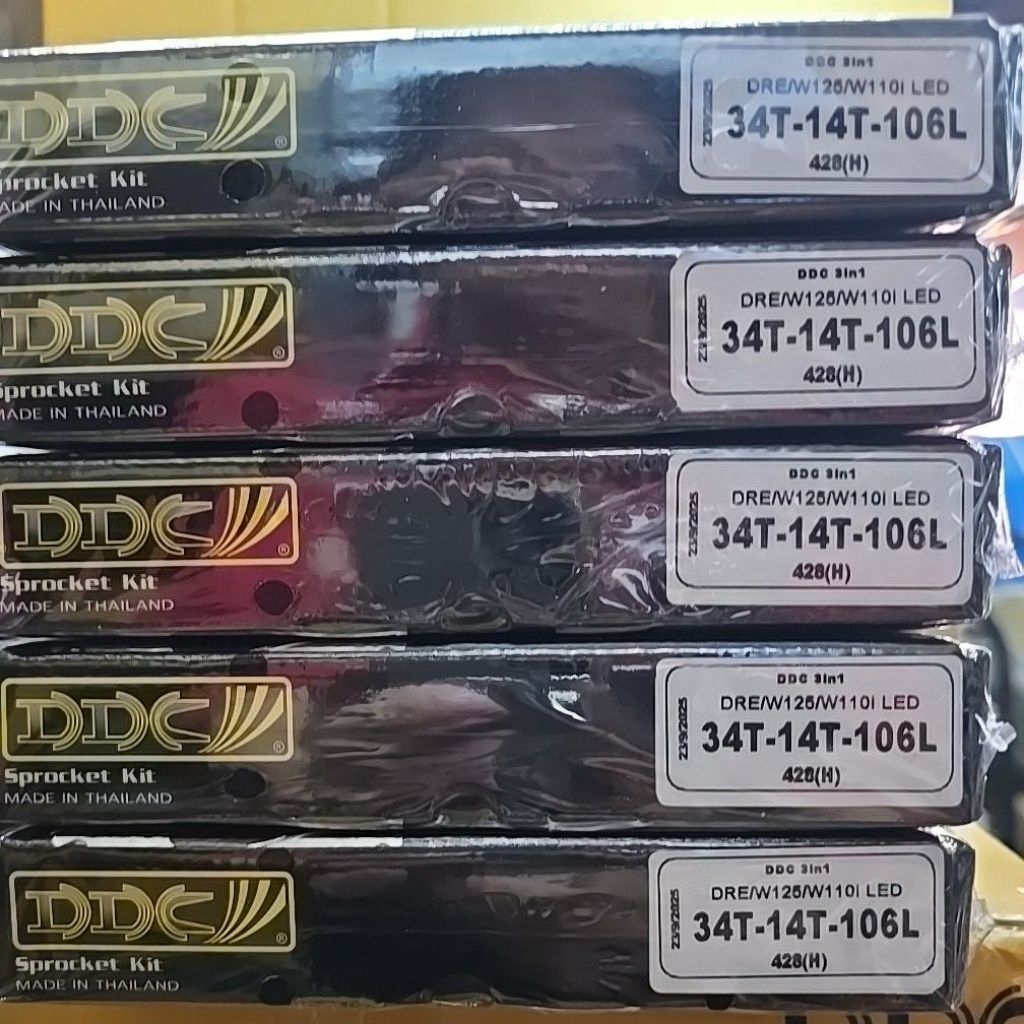 DDC
®
procket Kit
ADE IN THAILAND
23/9/2025
DDC 3in1
DRE/W125/W110i LED
34T-14T-106L
428(H)
DDC
®
Sprocket Kit
MADE IN THAILAND
23/9/2025
DDC 3in1
DRE/W125/W110i LED
34T-14T-106L
428(H)
DDC
®
Sprocket Kit
MADE IN THAILAND
23/9/2025
DDC 3in1
DRE/W125/W110i LED
34T-14T-106L
428(H)
DDC
®
Sprocket Kit
MADE IN THAILAND
23/9/2025
DDC 3in1
DRE/W125/W110i LED
34T-14T-106L
428(H)
DDC
®
Sprocket Kit
MADE IN THAILAND
23/9/2025
DDC 3in1
DRE/W125/W110i LED
34T-14T-106L
428(H)